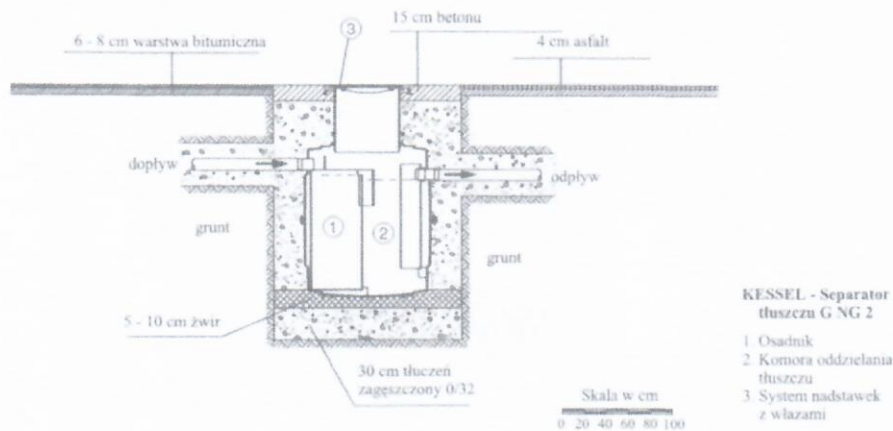 15 cm betonu
3
6 - 8 cm warstwa bitumiczna
4 cm asfalt
dopływ
odpływ
1
2
grunt
grunt
5 - 10 cm żwir
30 cm tłuczeń
zagęszczony 0/32
Skala w cm
0 20 40 60 80 100
KESSEL - Separator
tłuszczu G NG 2
1. Osadnik
2. Komora oddzielania
tłuszczu
3. System nadstawek
z włazami